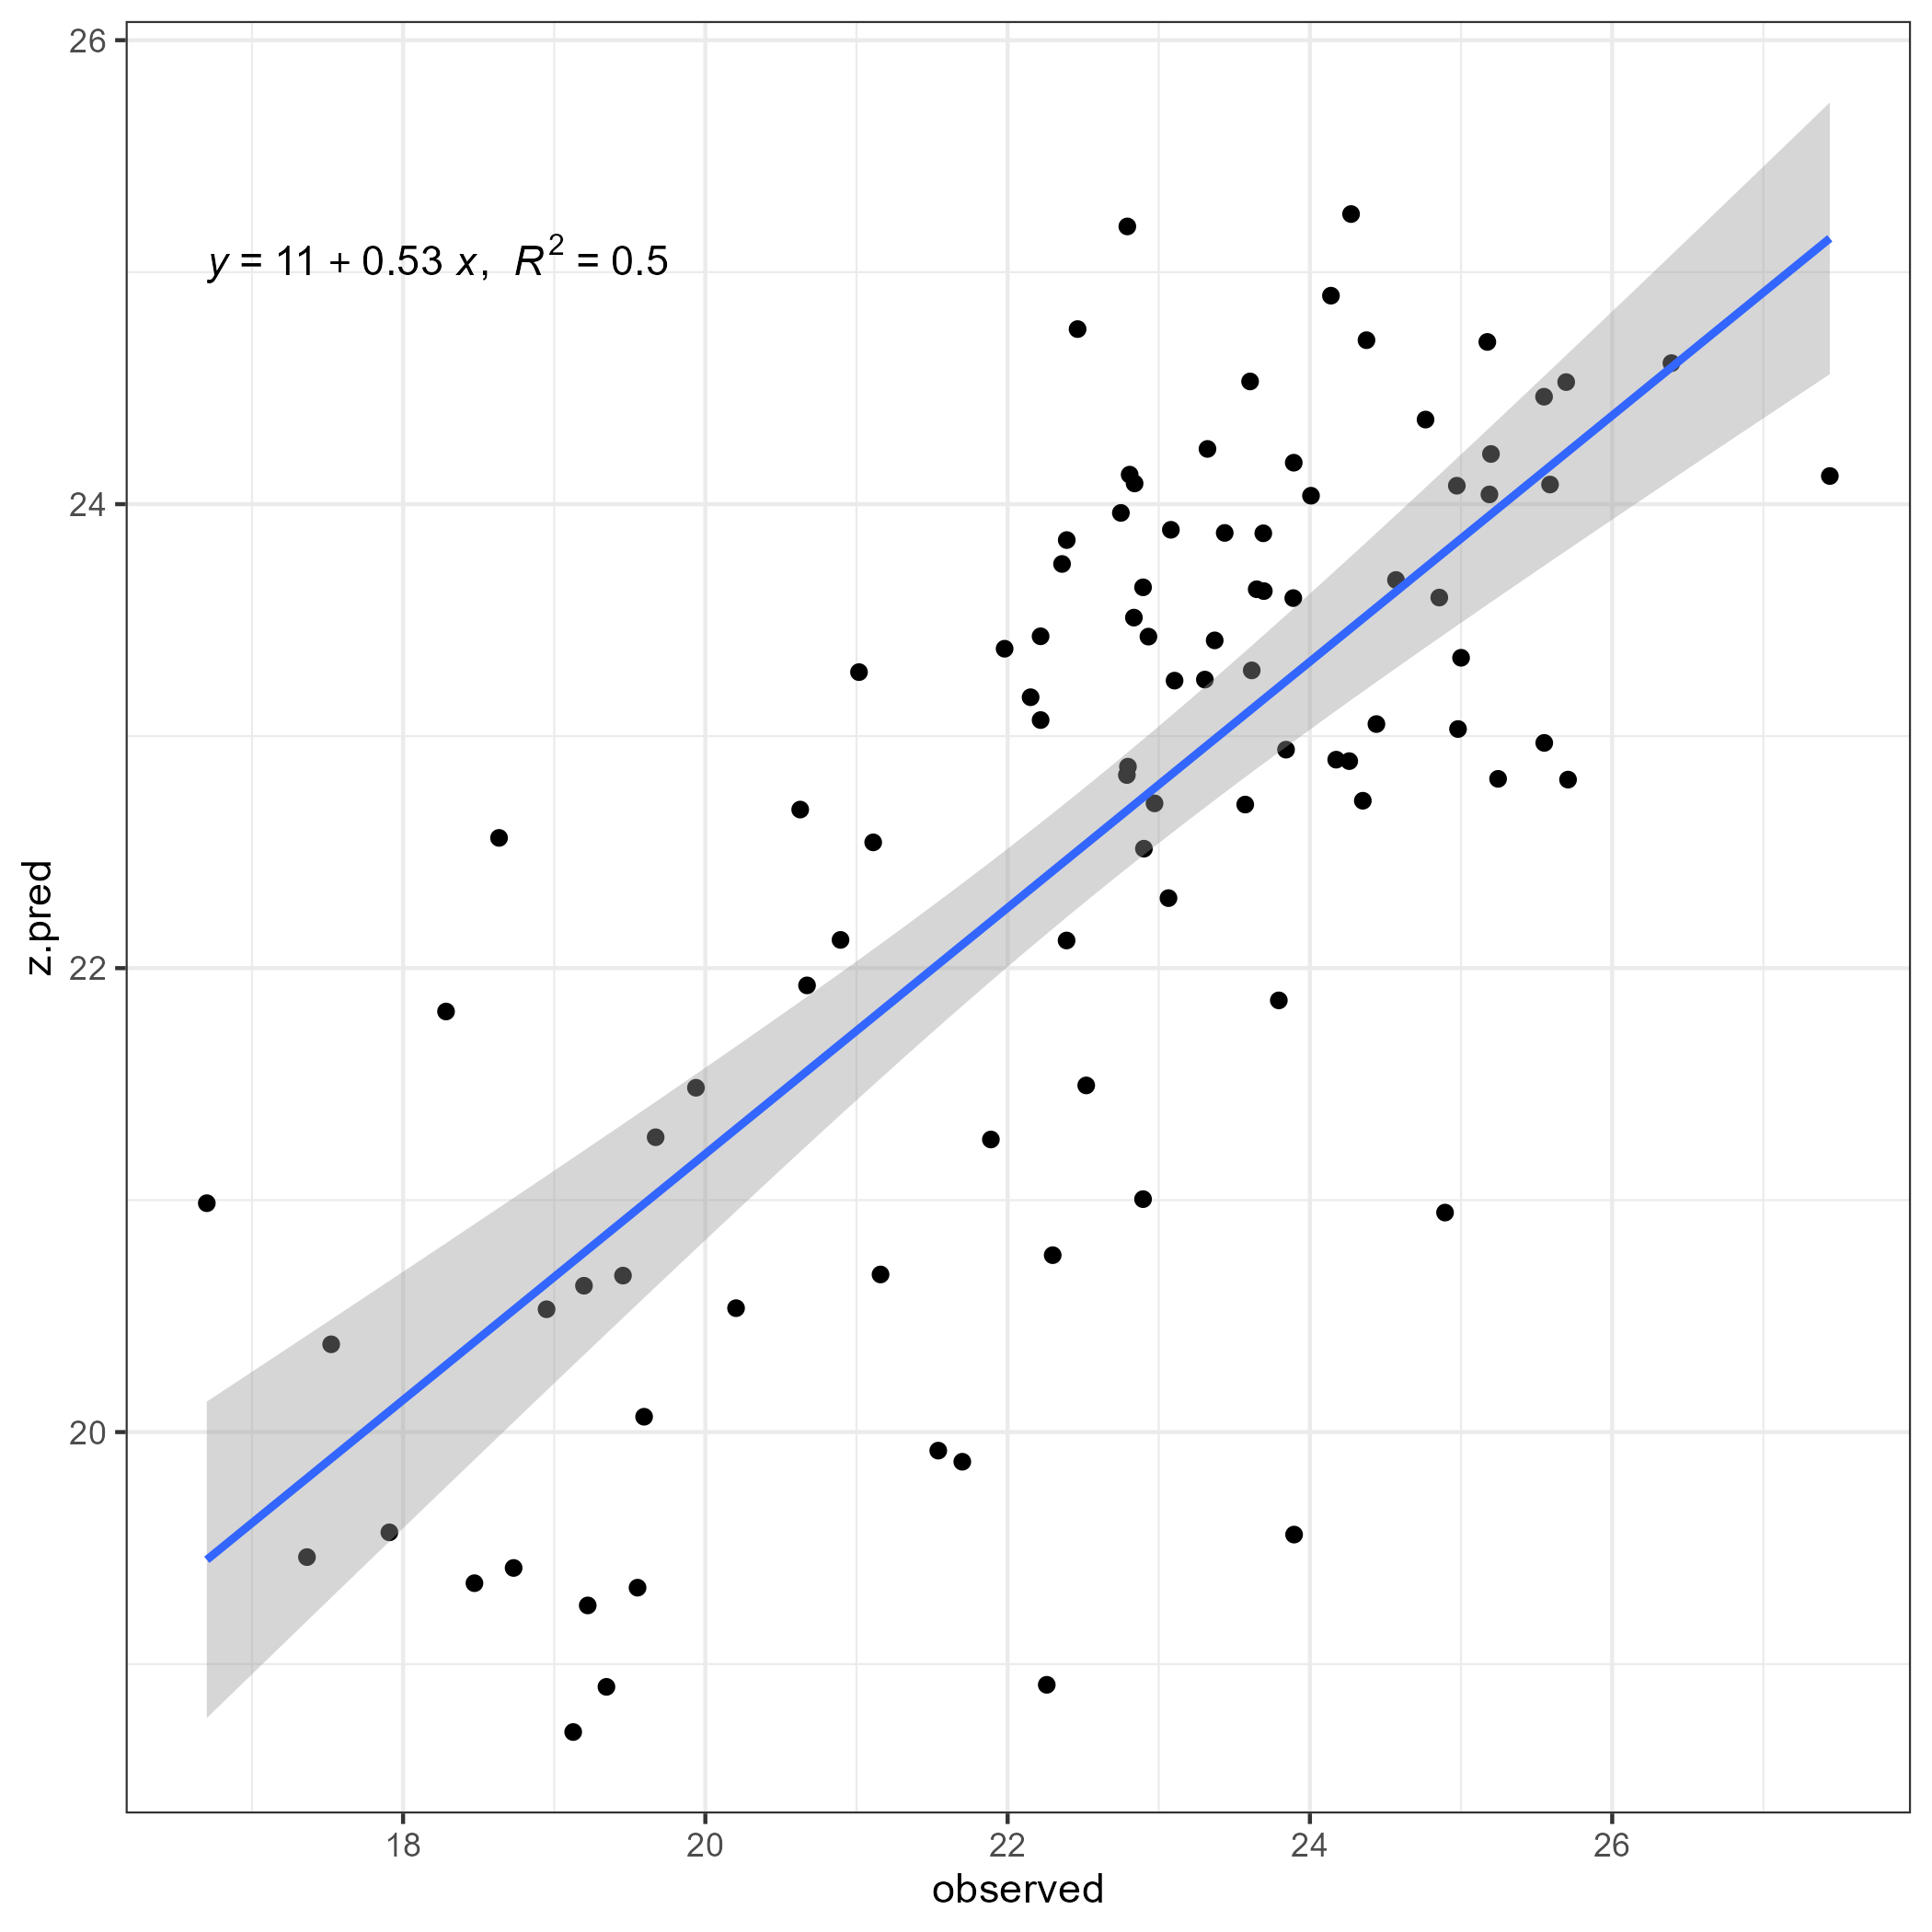 y = 11 + 0.53 x, R² = 0.5
26
24
22
20
z.pred
18 20 22 24 26
observed